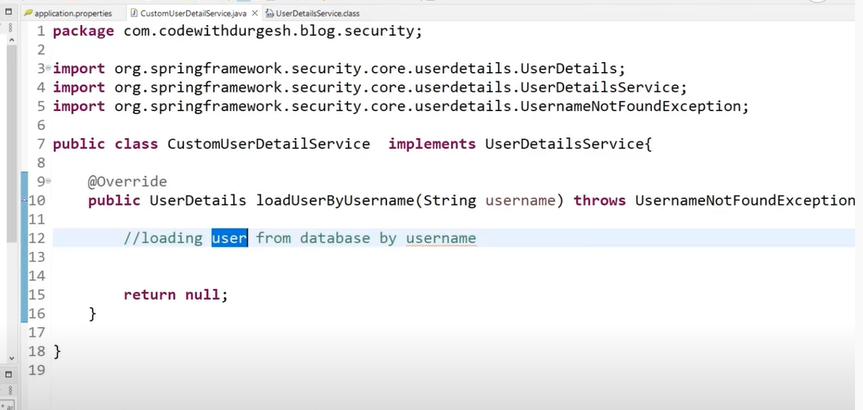 application.properties CustomUserDetailService.java UserDetailsService.class
1 package com.codewithdurgesh.blog.security;
2
3 import org.springframework.security.core.userdetails.UserDetails;
4 import org.springframework.security.core.userdetails.UserDetailsService;
5 import org.springframework.security.core.userdetails.UsernameNotFoundException;
6
7 public class CustomUserDetailService  implements UserDetailsService{
8
9     @Override
10     public UserDetails loadUserByUsername(String username) throws UsernameNotFoundException
11
12         //loading user from database by username
13
14
15         return null;
16     }
17
18 }
19